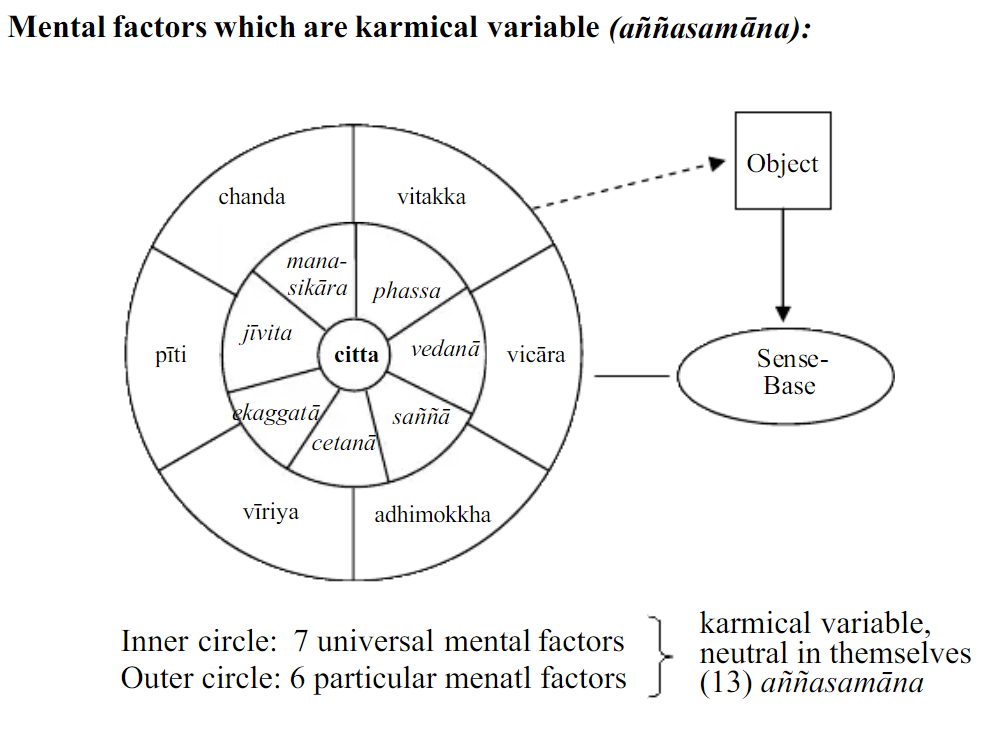 Mental factors which are karmical variable (aññasamāna):
chanda
vitakka
Object
mana-
sikāra
phassa
jīvita
citta
vedanā
pīti
vicāra
Sense-
Base
ekaggatā
cetanā
saññā
vīriya
adhimokkha
Inner circle: 7 universal mental factors
Outer circle: 6 particular menatl factors
karmical variable,
neutral in themselves
(13) aññasamāna